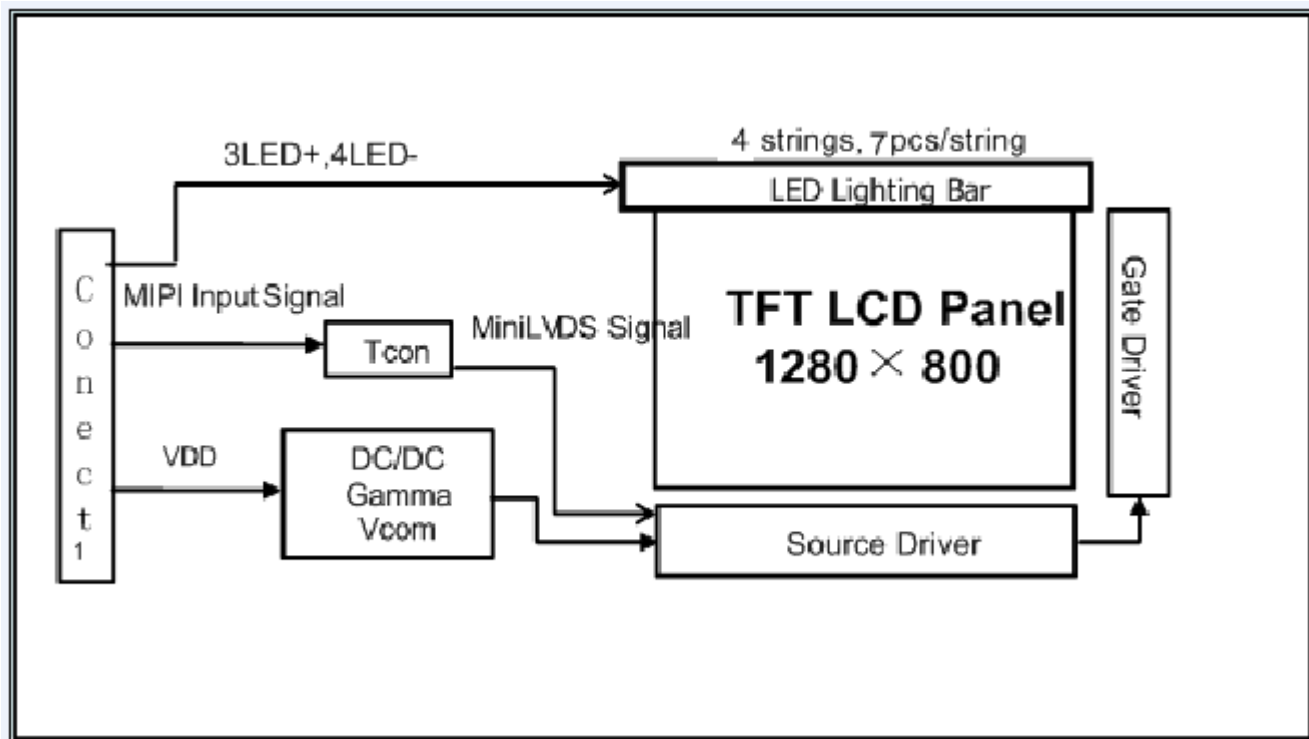 4 strings, 7pcs/string
3LED+,4LED-
LED Lighting Bar
Conect1
MIPI Input Signal
Tcon
MiniLVDS Signal
TFT LCD Panel
1280 × 800
Gate Driver
VDD
DC/DC
Gamma
Vcom
Source Driver